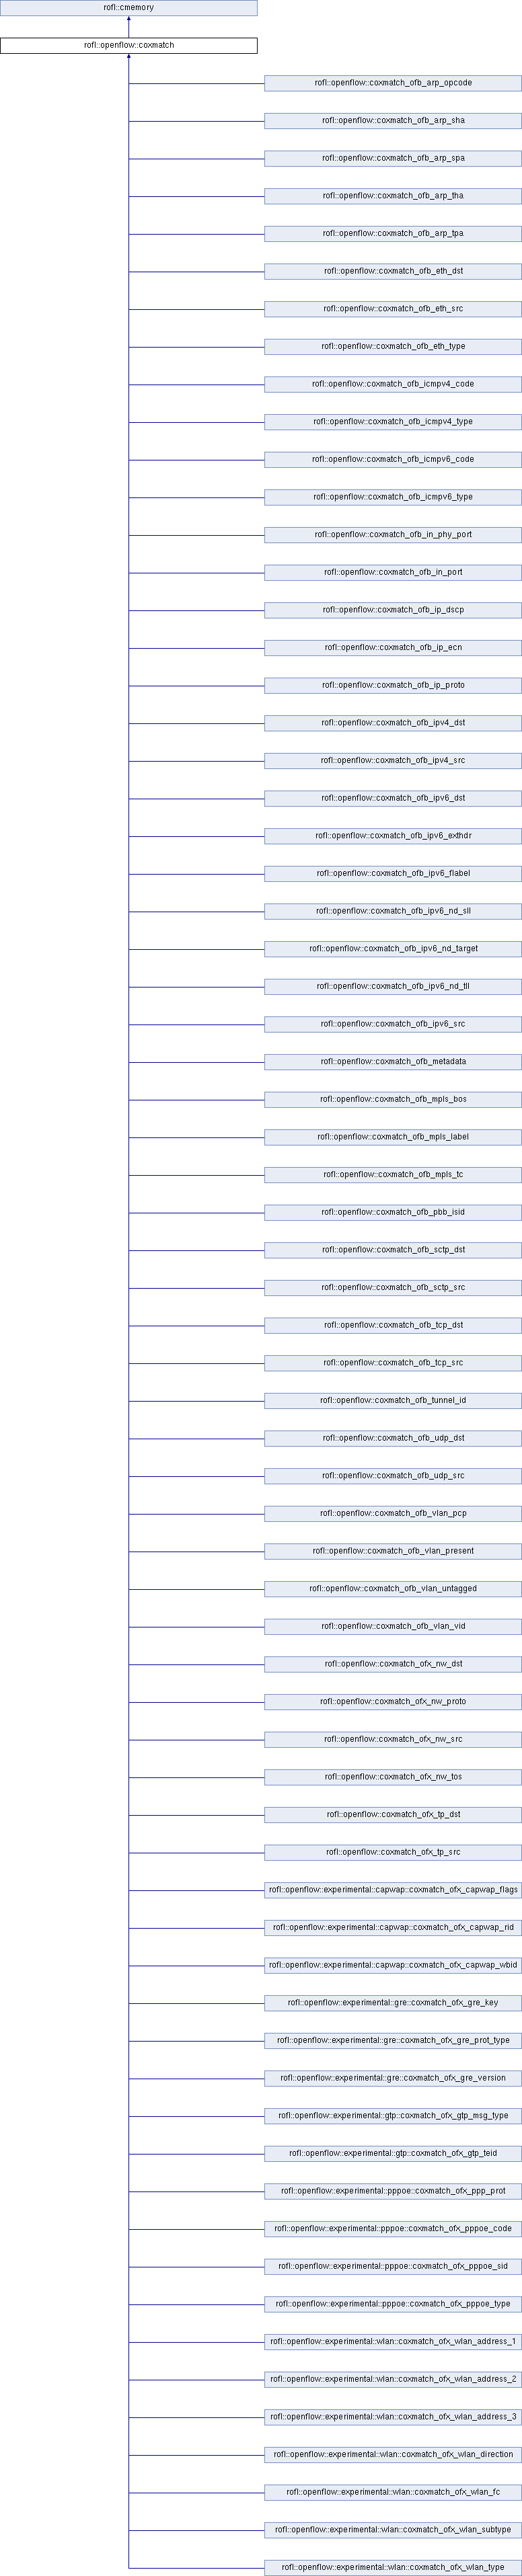 rofl::cmemory
rofl::openflow::coxmatch
rofl::openflow::coxmatch_ofb_arp_opcode
rofl::openflow::coxmatch_ofb_arp_sha
rofl::openflow::coxmatch_ofb_arp_spa
rofl::openflow::coxmatch_ofb_arp_tha
rofl::openflow::coxmatch_ofb_arp_tpa
rofl::openflow::coxmatch_ofb_eth_dst
rofl::openflow::coxmatch_ofb_eth_src
rofl::openflow::coxmatch_ofb_eth_type
rofl::openflow::coxmatch_ofb_icmpv4_code
rofl::openflow::coxmatch_ofb_icmpv4_type
rofl::openflow::coxmatch_ofb_icmpv6_code
rofl::openflow::coxmatch_ofb_icmpv6_type
rofl::openflow::coxmatch_ofb_in_phy_port
rofl::openflow::coxmatch_ofb_in_port
rofl::openflow::coxmatch_ofb_ip_dscp
rofl::openflow::coxmatch_ofb_ip_ecn
rofl::openflow::coxmatch_ofb_ip_proto
rofl::openflow::coxmatch_ofb_ipv4_dst
rofl::openflow::coxmatch_ofb_ipv4_src
rofl::openflow::coxmatch_ofb_ipv6_dst
rofl::openflow::coxmatch_ofb_ipv6_exthdr
rofl::openflow::coxmatch_ofb_ipv6_flabel
rofl::openflow::coxmatch_ofb_ipv6_nd_sll
rofl::openflow::coxmatch_ofb_ipv6_nd_target
rofl::openflow::coxmatch_ofb_ipv6_nd_tll
rofl::openflow::coxmatch_ofb_ipv6_src
rofl::openflow::coxmatch_ofb_metadata
rofl::openflow::coxmatch_ofb_mpls_bos
rofl::openflow::coxmatch_ofb_mpls_label
rofl::openflow::coxmatch_ofb_mpls_tc
rofl::openflow::coxmatch_ofb_pbb_isid
rofl::openflow::coxmatch_ofb_sctp_dst
rofl::openflow::coxmatch_ofb_sctp_src
rofl::openflow::coxmatch_ofb_tcp_dst
rofl::openflow::coxmatch_ofb_tcp_src
rofl::openflow::coxmatch_ofb_tunnel_id
rofl::openflow::coxmatch_ofb_udp_dst
rofl::openflow::coxmatch_ofb_udp_src
rofl::openflow::coxmatch_ofb_vlan_pcp
rofl::openflow::coxmatch_ofb_vlan_present
rofl::openflow::coxmatch_ofb_vlan_untagged
rofl::openflow::coxmatch_ofb_vlan_vid
rofl::openflow::coxmatch_ofx_nw_dst
rofl::openflow::coxmatch_ofx_nw_proto
rofl::openflow::coxmatch_ofx_nw_src
rofl::openflow::coxmatch_ofx_nw_tos
rofl::openflow::coxmatch_ofx_tp_dst
rofl::openflow::coxmatch_ofx_tp_src
rofl::openflow::experimental::capwap::coxmatch_ofx_capwap_flags
rofl::openflow::experimental::capwap::coxmatch_ofx_capwap_rid
rofl::openflow::experimental::capwap::coxmatch_ofx_capwap_wbid
rofl::openflow::experimental::gre::coxmatch_ofx_gre_key
rofl::openflow::experimental::gre::coxmatch_ofx_gre_prot_type
rofl::openflow::experimental::gre::coxmatch_ofx_gre_version
rofl::openflow::experimental::gtp::coxmatch_ofx_gtp_msg_type
rofl::openflow::experimental::gtp::coxmatch_ofx_gtp_teid
rofl::openflow::experimental::pppoe::coxmatch_ofx_ppp_prot
rofl::openflow::experimental::pppoe::coxmatch_ofx_pppoe_code
rofl::openflow::experimental::pppoe::coxmatch_ofx_pppoe_sid
rofl::openflow::experimental::pppoe::coxmatch_ofx_pppoe_type
rofl::openflow::experimental::wlan::coxmatch_ofx_wlan_address_1
rofl::openflow::experimental::wlan::coxmatch_ofx_wlan_address_2
rofl::openflow::experimental::wlan::coxmatch_ofx_wlan_address_3
rofl::openflow::experimental::wlan::coxmatch_ofx_wlan_direction
rofl::openflow::experimental::wlan::coxmatch_ofx_wlan_fc
rofl::openflow::experimental::wlan::coxmatch_ofx_wlan_subtype
rofl::openflow::experimental::wlan::coxmatch_ofx_wlan_type